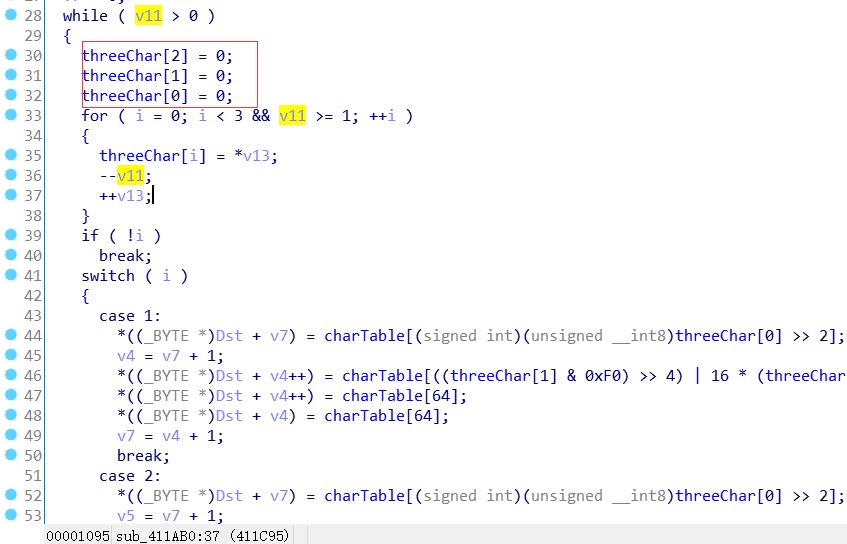 28 while ( v11 > 0 )
29 {
30 threeChar[2] = 0;
31 threeChar[1] = 0;
32 threeChar[0] = 0;
33 for ( i = 0; i < 3 && v11 >= 1; ++i )
34 {
35 threeChar[i] = *v13;
36 --v11;
37 ++v13;
38 }
39 if ( !i )
40 break;
41 switch ( i )
42 {
43 case 1:
44 *((_BYTE *)Dst + v7) = charTable[(signed int)(unsigned __int8)threeChar[0] >> 2];
45 v4 = v7 + 1;
46 *((_BYTE *)Dst + v4++) = charTable[((threeChar[1] & 0xF0) >> 4) | 16 * (threeChar
47 *((_BYTE *)Dst + v4++) = charTable[64];
48 *((_BYTE *)Dst + v4) = charTable[64];
49 v7 = v4 + 1;
50 break;
51 case 2:
52 *((_BYTE *)Dst + v7) = charTable[(signed int)(unsigned __int8)threeChar[0] >> 2];
53 v5 = v7 + 1;
00001095 sub_411AB0:37 (411C95)